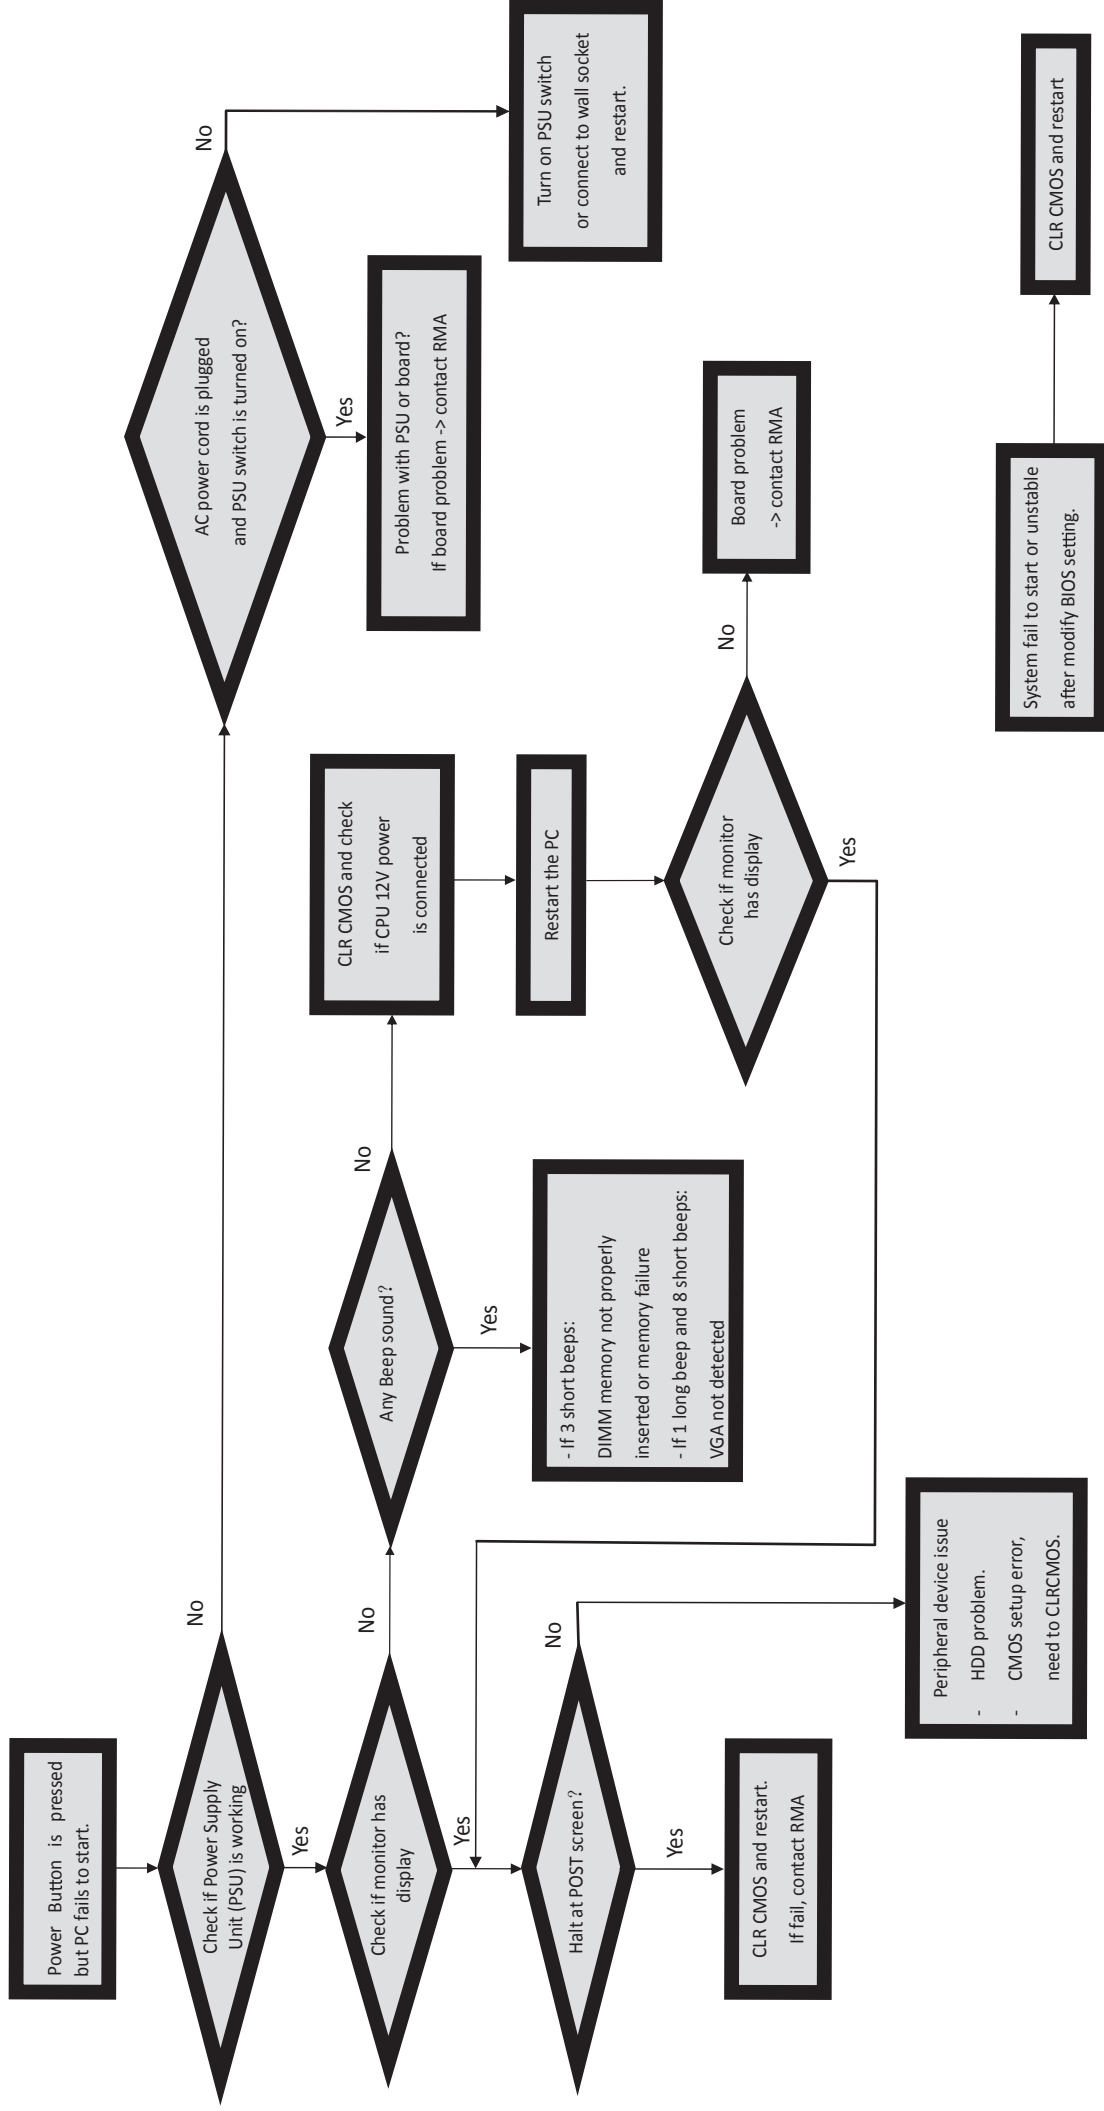 Power Button is pressed
but PC fails to start.
Check if Power Supply
Unit (PSU) is working
No
Yes
AC power cord is plugged
and PSU switch is turned on?
No
Yes
Turn on PSU switch
or connect to wall socket
and restart.
Problem with PSU or board?
If board problem -> contact RMA
Check if monitor has
display
No
Yes
Any Beep sound?
No
Yes
CLR CMOS and check
if CPU 12V power
is connected
Restart the PC
- If 3 short beeps:
DIMM memory not properly
inserted or memory failure
- If 1 long beep and 8 short beeps:
VGA not detected
Check if monitor
has display
No
Yes
Board problem
-> contact RMA
Halt at POST screen?
No
Yes
CLR CMOS and restart.
If fail, contact RMA
Peripheral device issue
- HDD problem.
- CMOS setup error,
need to CLRCMOS.
System fail to start or unstable
after modify BIOS setting.
CLR CMOS and restart